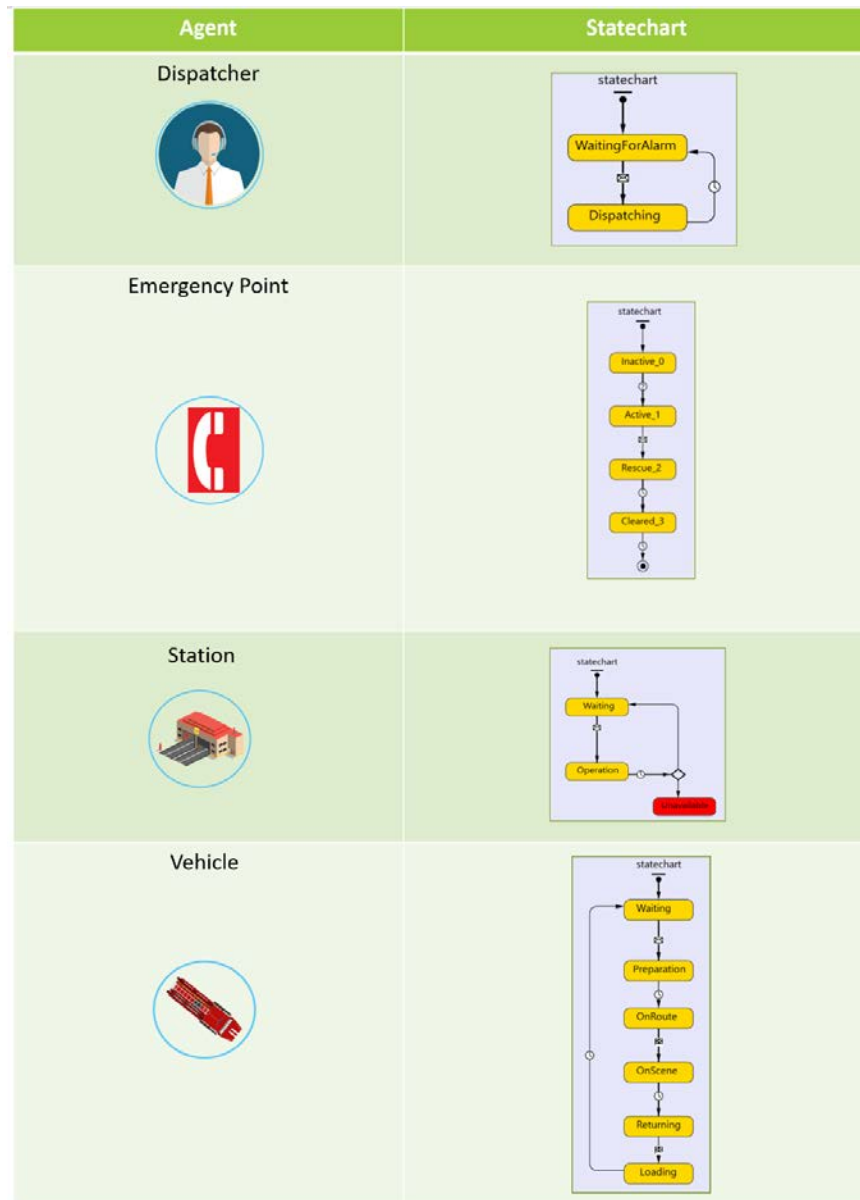 Agent
Statechart
Dispatcher
statechart
WaitingForAlarm
Dispatching
Emergency Point
statechart
Inactive_0
Active_1
Rescue_2
Cleared_3
Station
statechart
Waiting
Operation
Unavailable
Vehicle
statechart
Waiting
Preparation
OnRoute
OnScene
Returning
Loading